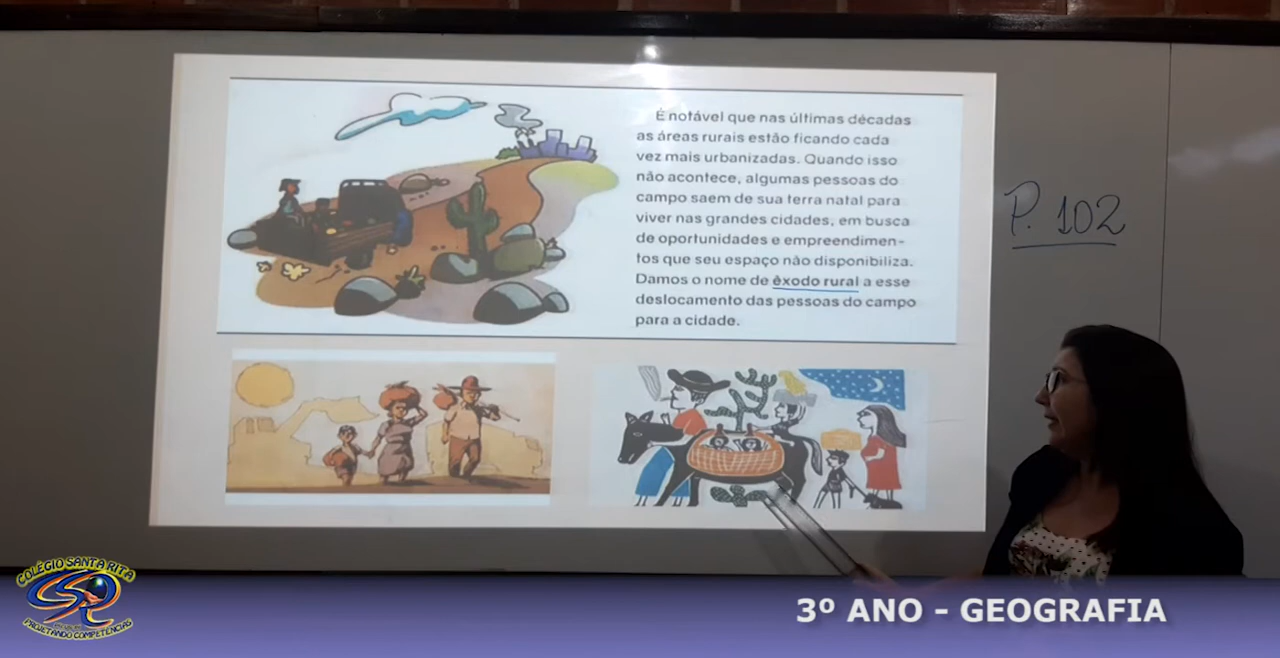 É notável que nas últimas décadas
as áreas rurais estão ficando cada
vez mais urbanizadas. Quando isso
não acontece, algumas pessoas do
campo saem de sua terra natal para
viver nas grandes cidades, em busca
de oportunidades e empreendimen-
tos que seu espaço não disponibiliza.
Damos o nome de êxodo rural a esse
deslocamento das pessoas do campo
para a cidade.
P. 102
COLÉGIO SANTA RITA
PROJETANDO COMPETÊNCIAS
3º ANO - GEOGRAFIA